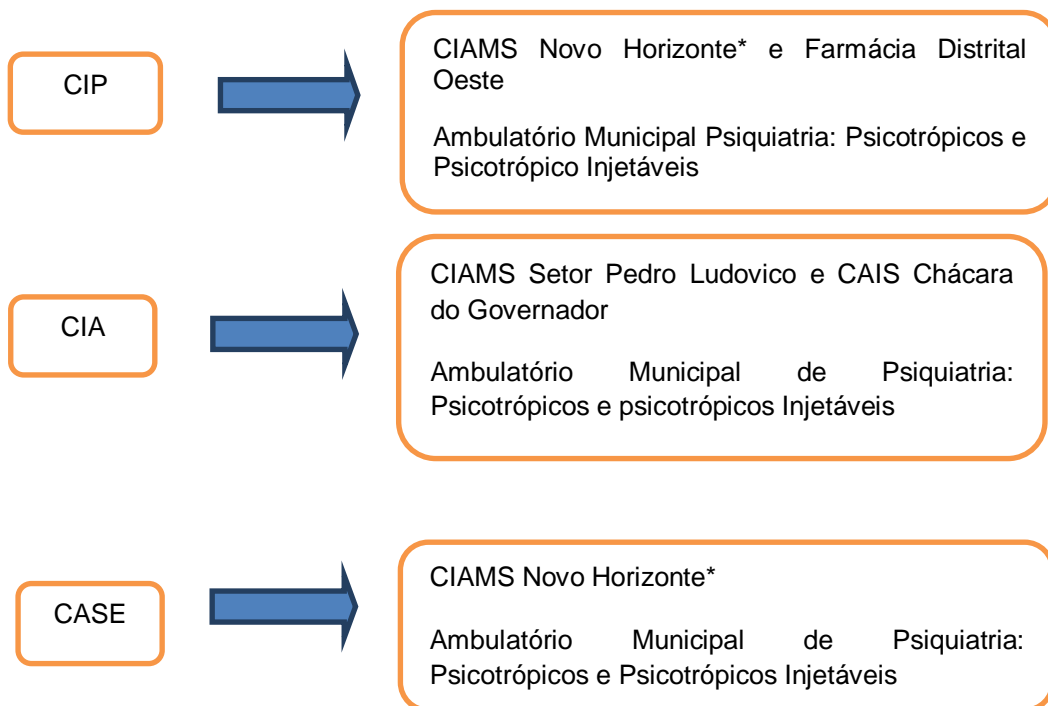 CIP
CIAMS Novo Horizonte* e Farmácia Distrital
Oeste
Ambulatório Municipal Psiquiatria: Psicotrópicos e
Psicotrópico Injetáveis
CIA
CIAMS Setor Pedro Ludovico e CAIS Chácara
do Governador
Ambulatório Municipal de Psiquiatria:
Psicotrópicos e psicotrópicos Injetáveis
CASE
CIAMS Novo Horizonte*
Ambulatório Municipal de Psiquiatria:
Psicotrópicos e Psicotrópicos Injetáveis